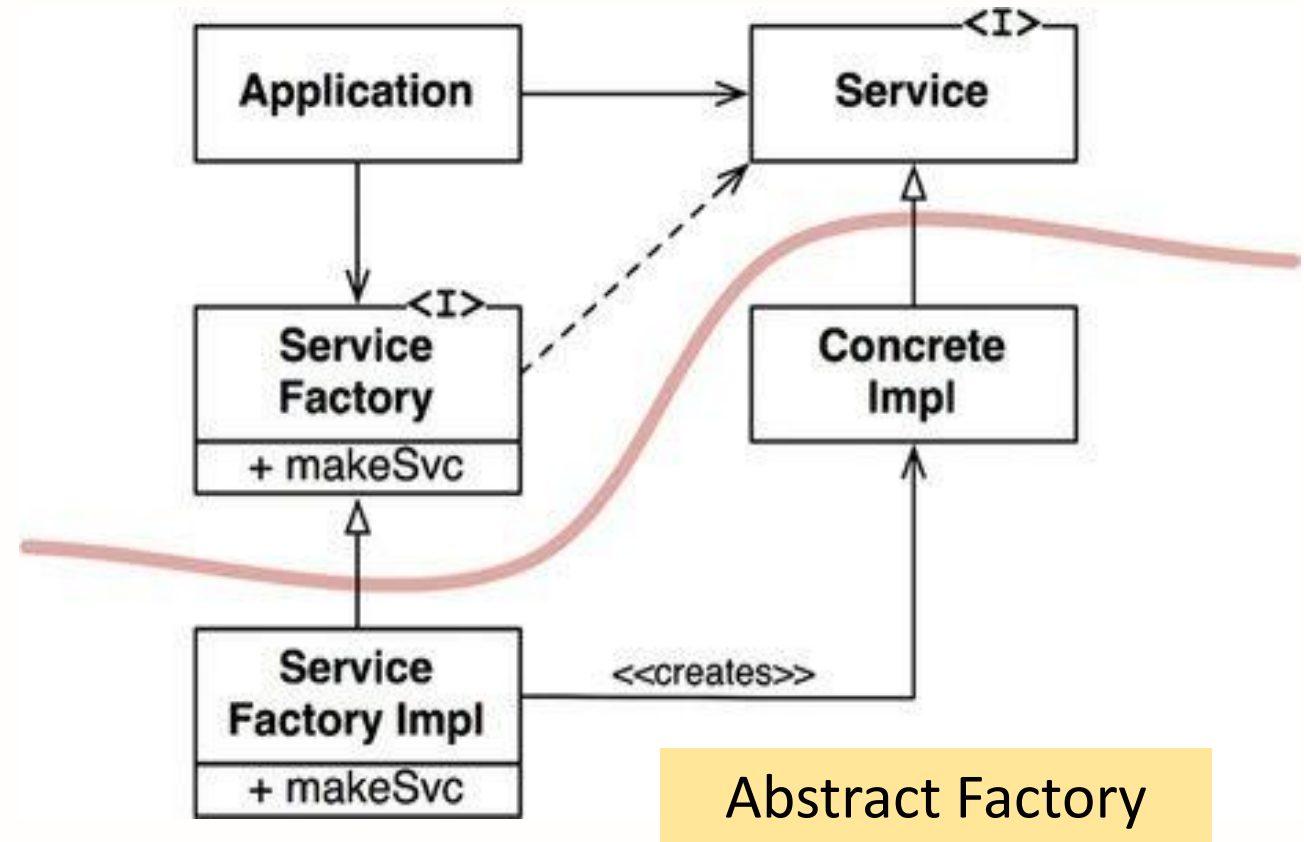 <I>
Application
Service
<I>
Service
Factory
+ makeSvc
Concrete
Impl
Service
Factory Impl
+ makeSvc
<<creates>>
Abstract Factory